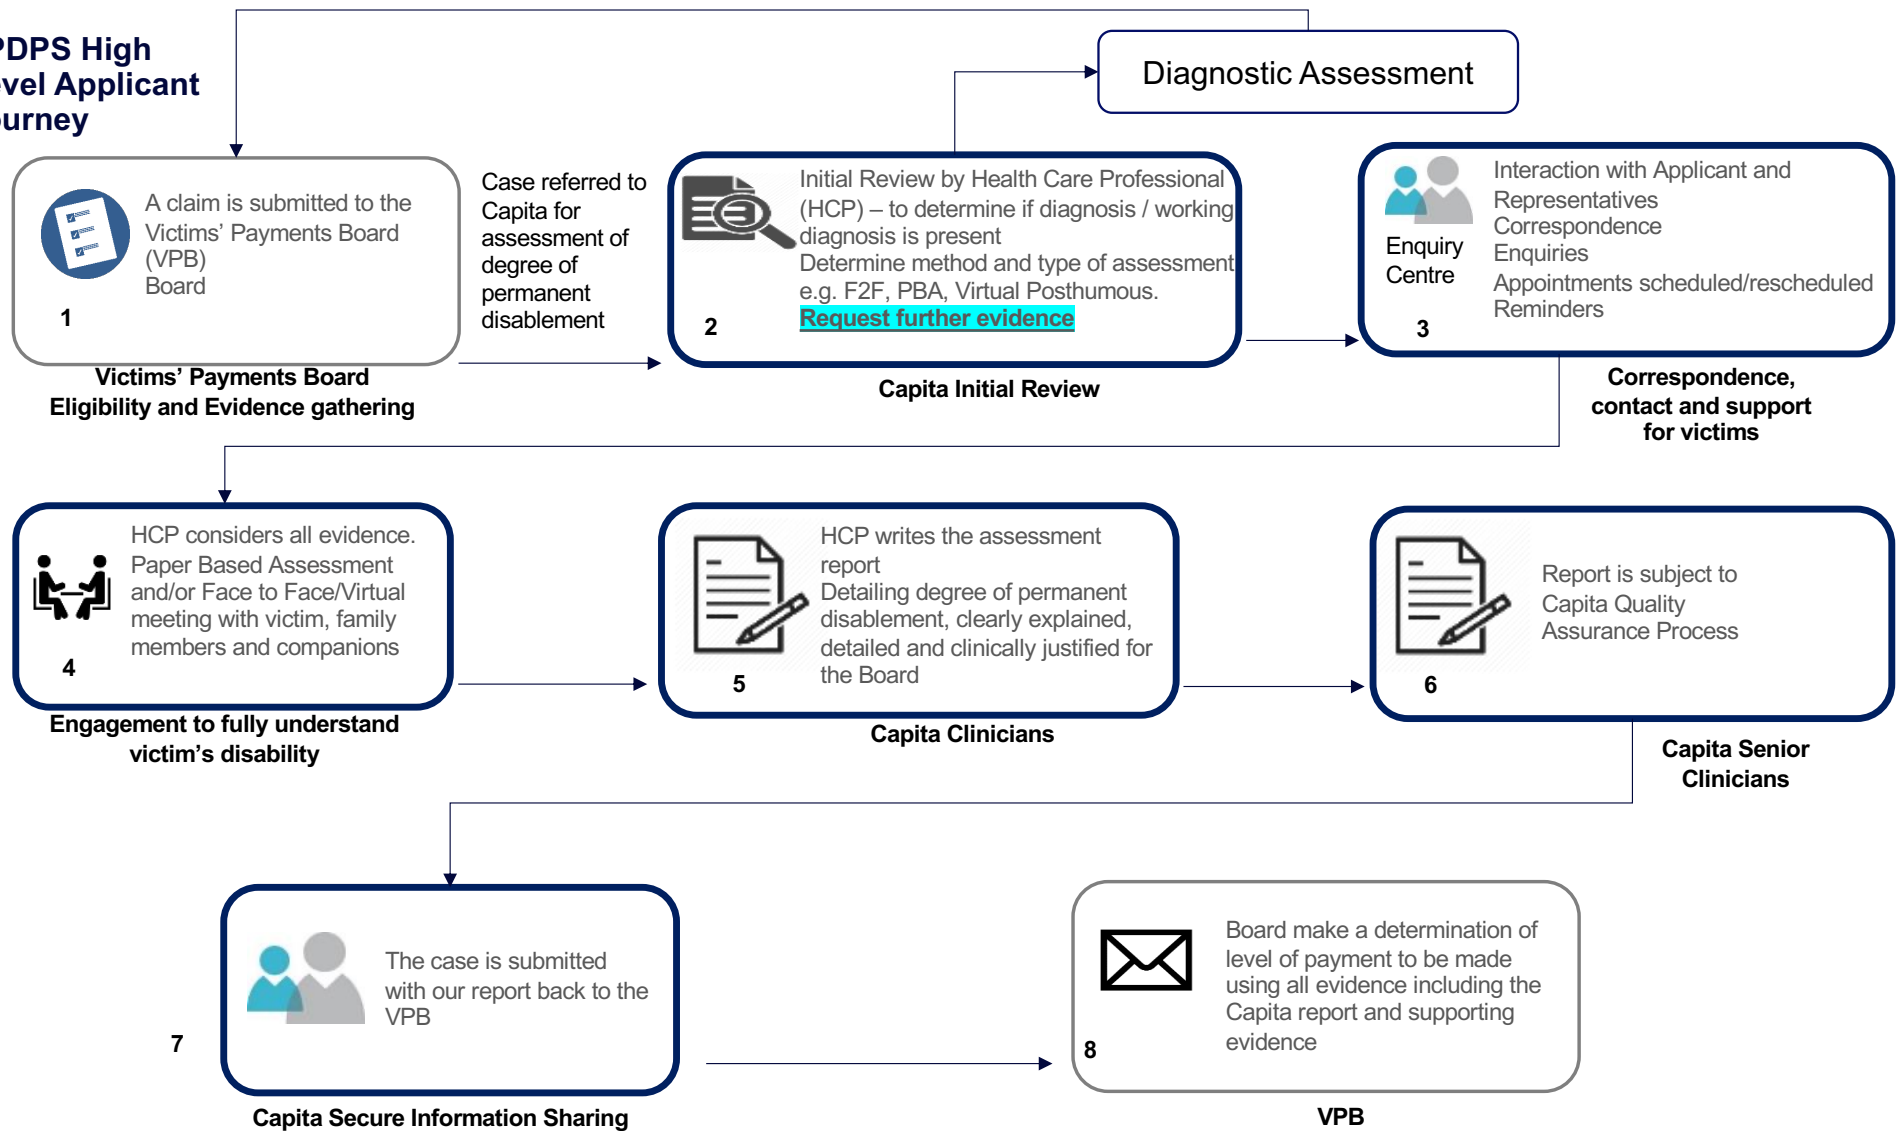 PDPS High
evel Applicant
ourney
Diagnostic Assessment
A claim is submitted to the
Victims’ Payments Board
(VPB)
Board
1
Victims’ Payments Board
Eligibility and Evidence gathering
Case referred to
Capita for
assessment of
degree of
permanent
disablement
Initial Review by Health Care Professional
(HCP) – to determine if diagnosis / working
diagnosis is present
Determine method and type of assessment
e.g. F2F, PBA, Virtual Posthumous.
Request further evidence
2
Capita Initial Review
Interaction with Applicant and
Representatives
Correspondence
Enquiries
Appointments scheduled/rescheduled
Reminders
Enquiry
Centre
3
Correspondence,
contact and support
for victims
HCP considers all evidence.
Paper Based Assessment
and/or Face to Face/Virtual
meeting with victim, family
members and companions
4
Engagement to fully understand
victim’s disability
HCP writes the assessment
report
Detailing degree of permanent
disablement, clearly explained,
detailed and clinically justified for
the Board
5
Capita Clinicians
Report is subject to
Capita Quality
Assurance Process
6
Capita Senior
Clinicians
The case is submitted
with our report back to the
VPB
7
Capita Secure Information Sharing
Board make a determination of
level of payment to be made
using all evidence including the
Capita report and supporting
evidence
8
VPB